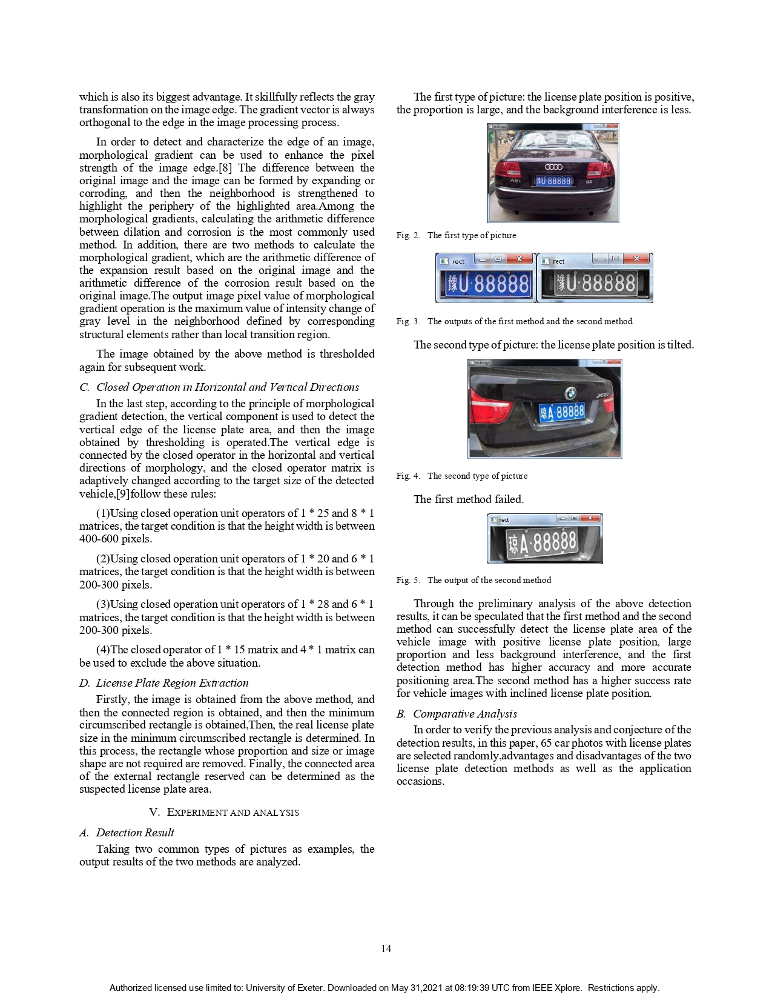 which is also its biggest advantage. It skillfully reflects the gray
transformation on the image edge. The gradient vector is always
orthogonal to the edge in the image processing process.
In order to detect and characterize the edge of an image,
morphological gradient can be used to enhance the pixel
strength of the image edge.[8] The difference between the
original image and the image can be formed by expanding or
corroding, and then the neighborhood is strengthened to
highlight the periphery of the highlighted area.Among the
morphological gradients, calculating the arithmetic difference
between dilation and corrosion is the most commonly used
method. In addition, there are two methods to calculate the
morphological gradient, which are the arithmetic difference of
the expansion result based on the original image and the
arithmetic difference of the corrosion result based on the
original image.The output image pixel value of morphological
gradient operation is the maximum value of intensity change of
gray level in the neighborhood defined by corresponding
structural elements rather than local transition region.
The image obtained by the above method is thresholded
again for subsequent work.
C. Closed Operation in Horizontal and Vertical Directions
In the last step, according to the principle of morphological
gradient detection, the vertical component is used to detect the
vertical edge of the license plate area, and then the image
obtained by thresholding is operated.The vertical edge is
connected by the closed operator in the horizontal and vertical
directions of morphology, and the closed operator matrix is
adaptively changed according to the target size of the detected
vehicle,[9]follow these rules:
(1)Using closed operation unit operators of 1 * 25 and 8 * 1
matrices, the target condition is that the height width is between
400-600 pixels.
(2)Using closed operation unit operators of 1 * 20 and 6 * 1
matrices, the target condition is that the height width is between
200-300 pixels.
(3)Using closed operation unit operators of 1 * 28 and 6 * 1
matrices, the target condition is that the height width is between
200-300 pixels.
(4)The closed operator of 1 * 15 matrix and 4 * 1 matrix can
be used to exclude the above situation.
D. License Plate Region Extraction
Firstly, the image is obtained from the above method, and
then the connected region is obtained, and then the minimum
circumscribed rectangle is obtained,Then, the real license plate
size in the minimum circumscribed rectangle is determined. In
this process, the rectangle whose proportion and size or image
shape are not required are removed. Finally, the connected area
of the external rectangle reserved can be determined as the
suspected license plate area.
V. EXPERIMENT AND ANALYSIS
A. Detection Result
Taking two common types of pictures as examples, the
output results of the two methods are analyzed.
The first type of picture: the license plate position is positive,
the proportion is large, and the background interference is less.
srcImage
A8L
豫U·88888
Fig. 2. The first type of picture
rect
rect
豫U·88888
豫U·88888
Fig. 3. The outputs of the first method and the second method
The second type of picture: the license plate position is tilted.
srcImage
X6
琼A·88888
Fig. 4. The second type of picture
The first method failed.
rect
琼A·88888
Fig. 5. The output of the second method
Through the preliminary analysis of the above detection
results, it can be speculated that the first method and the second
method can successfully detect the license plate area of the
vehicle image with positive license plate position, large
proportion and less background interference, and the first
detection method has higher accuracy and more accurate
positioning area.The second method has a higher success rate
for vehicle images with inclined license plate position.
B. Comparative Analysis
In order to verify the previous analysis and conjecture of the
detection results, in this paper, 65 car photos with license plates
are selected randomly,advantages and disadvantages of the two
license plate detection methods as well as the application
occasions.
14
Authorized licensed use limited to: University of Exeter. Downloaded on May 31,2021 at 08:19:39 UTC from IEEE Xplore. Restrictions apply.